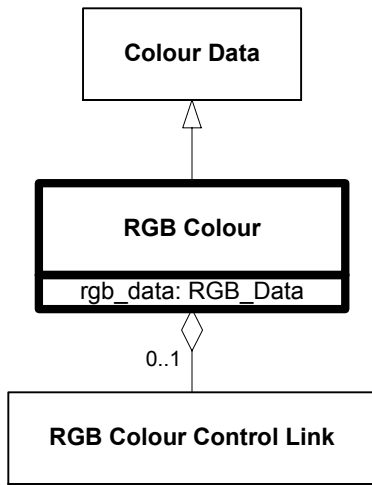 Colour Data
RGB Colour
rgb_data: RGB_Data
0..1
RGB Colour Control Link